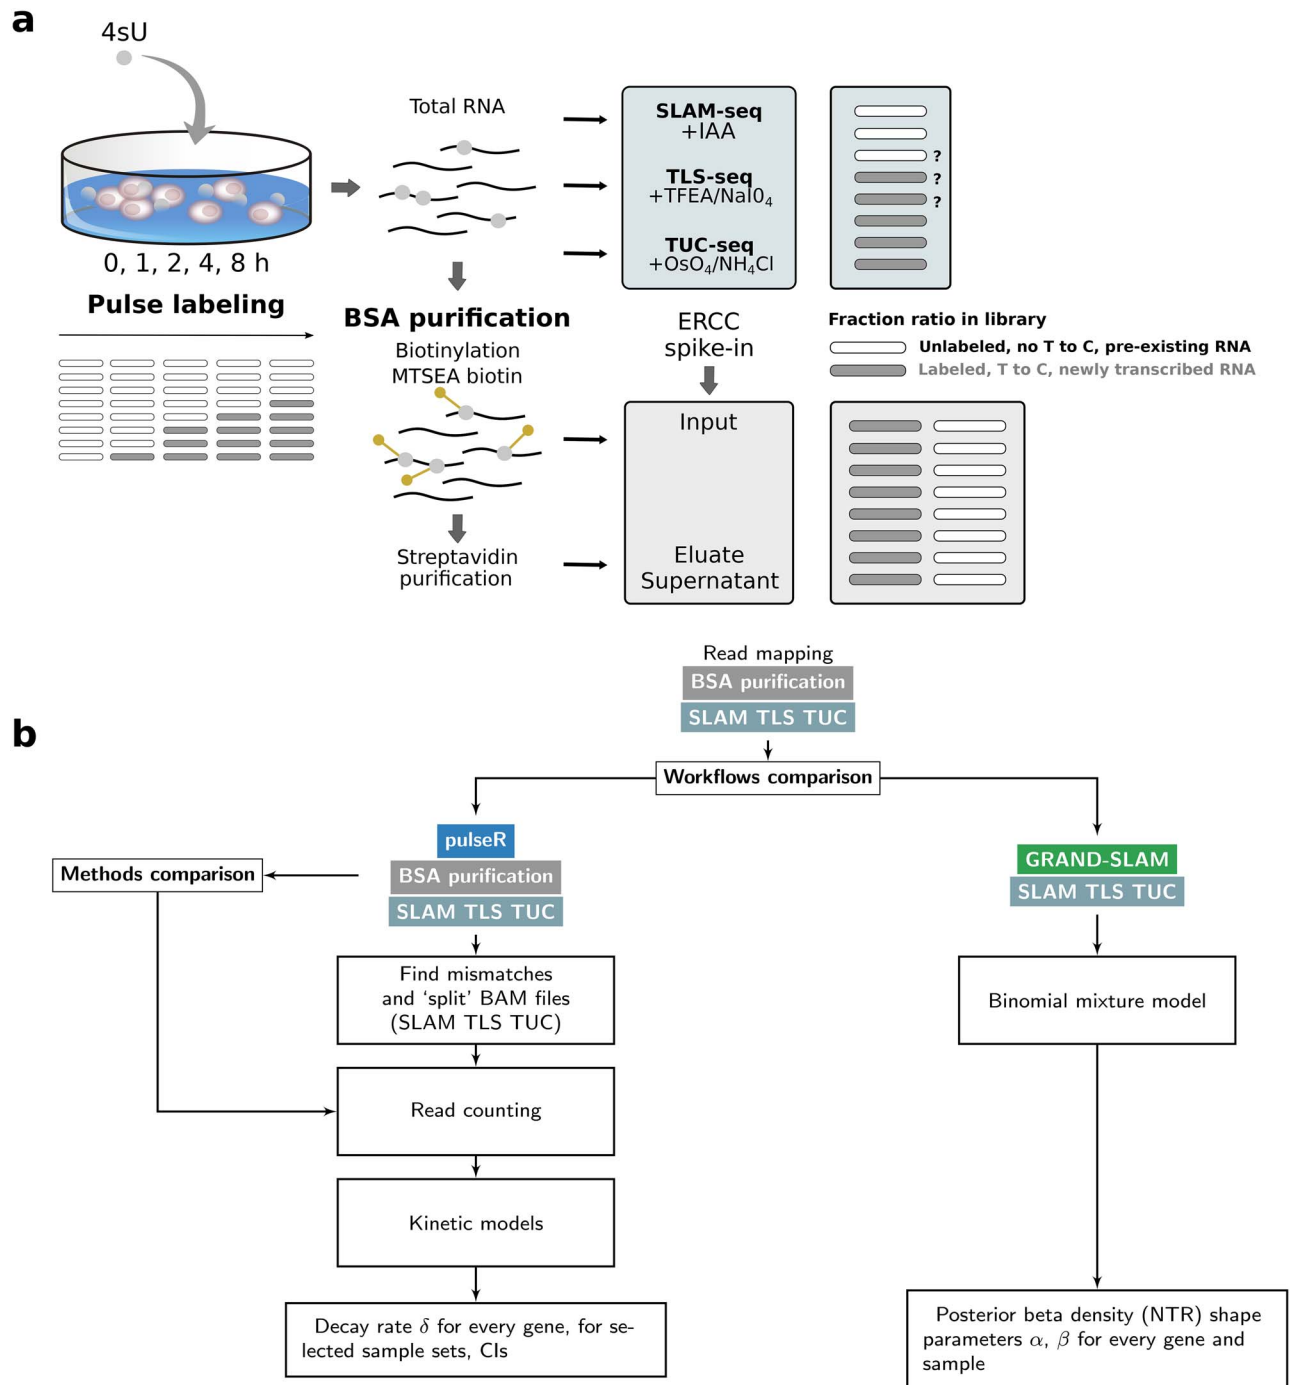 a
4sU
0, 1, 2, 4, 8 h
Pulse labeling
Total RNA
BSA purification
Biotinylation
MTSEA biotin
Streptavidin
purification
SLAM-seq
+IAA
TLS-seq
+TFEA/NaI0₄
TUC-seq
+OsO₄/NH₄Cl
?
?
?
ERCC
spike-in
Fraction ratio in library
Unlabeled, no T to C, pre-existing RNA
Labeled, T to C, newly transcribed RNA
Input
Eluate
Supernatant
b
Read mapping
BSA purification
SLAM TLS TUC
Workflows comparison
pulseR
BSA purification
SLAM TLS TUC
Methods comparison
GRAND-SLAM
SLAM TLS TUC
Find mismatches
and ‘split’ BAM files
(SLAM TLS TUC)
Binomial mixture model
Read counting
Kinetic models
Decay rate δ for every gene, for se-
lected sample sets, CIs
Posterior beta density (NTR) shape
parameters α, β for every gene and
sample